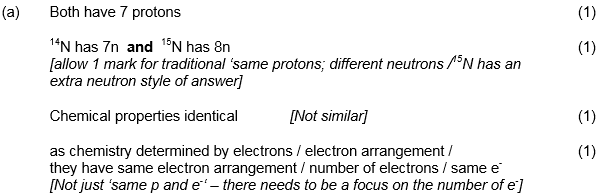 (a) Both have 7 protons (1)
¹⁴N has 7n and ¹⁵N has 8n (1)
[allow 1 mark for traditional ‘same protons; different neutrons /¹⁵N has an
extra neutron style of answer]
Chemical properties identical [Not similar] (1)
as chemistry determined by electrons / electron arrangement / (1)
they have same electron arrangement / number of electrons / same e⁻
[Not just ‘same p and e⁻‘ – there needs to be a focus on the number of e⁻]